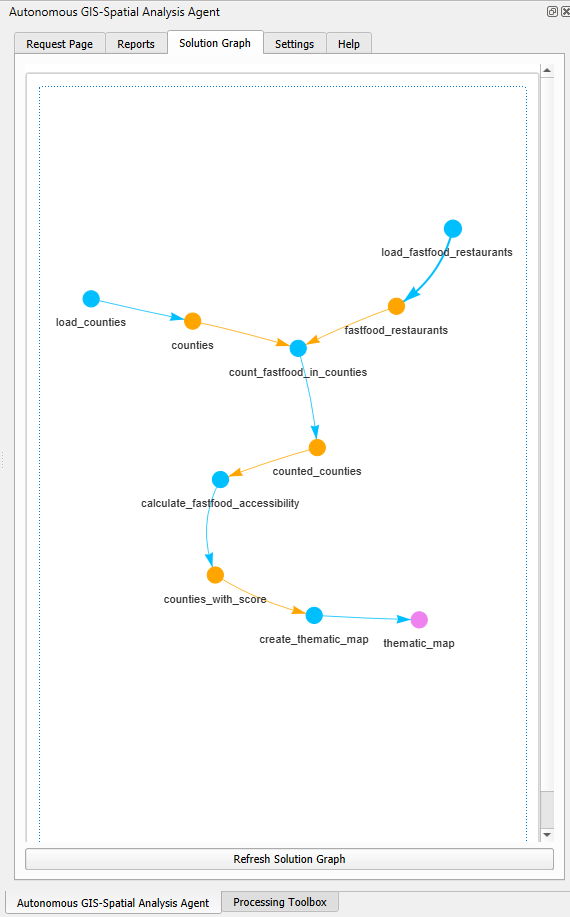 Autonomous GIS-Spatial Analysis Agent
Request Page
Reports
Solution Graph
Settings
Help
load_fastfood_restaurants
load_counties
fastfood_restaurants
counties
count_fastfood_in_counties
counted_counties
calculate_fastfood_accessibility
counties_with_score
create_thematic_map
thematic_map
Refresh Solution Graph
Autonomous GIS-Spatial Analysis Agent
Processing Toolbox